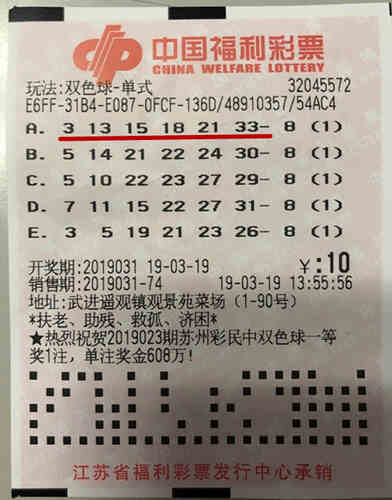 中国福利彩票
CHINA WELFARE LOTTERY
玩法:双色球-单式 32045572
E6FF-31B4-E087-0FCF-136D/48910357/54AC4
A. 3 13 15 18 21 33- 8 (1)
B. 5 14 21 22 24 30- 8 (1)
C. 5 10 22 23 27 29- 8 (1)
D. 7 11 15 22 27 31- 8 (1)
E. 3 5 19 21 23 26- 8 (1)
开奖期:2019031 19-03-19 ¥:10
销售期:2019031-74 19-03-19 13:55:56
地址:武进遥观镇观景苑菜场(1-90号)
*扶老、助残、救孤、济困*
★热烈祝贺2019023期苏州彩民中双色球一等
奖1注,单注奖金608万!
江苏省福利彩票发行中心承销